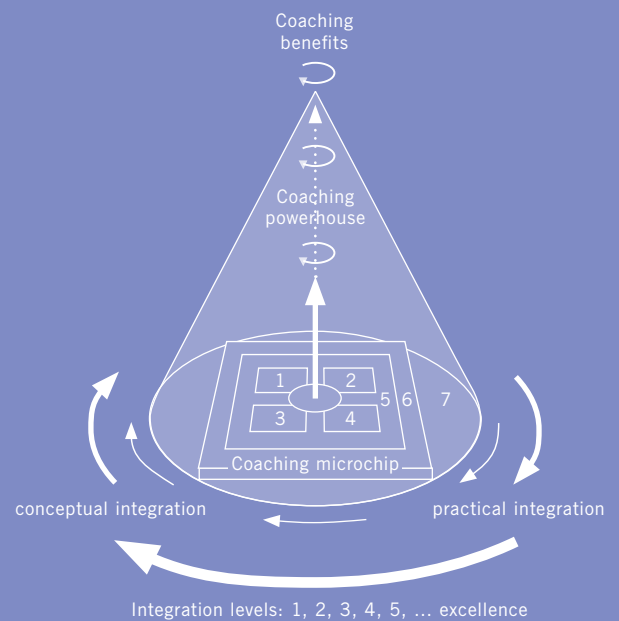 Coaching
benefits
Coaching
powerhouse
1 2
5 6 7
3 4
Coaching microchip
conceptual integration practical integration
Integration levels: 1, 2, 3, 4, 5, ... excellence